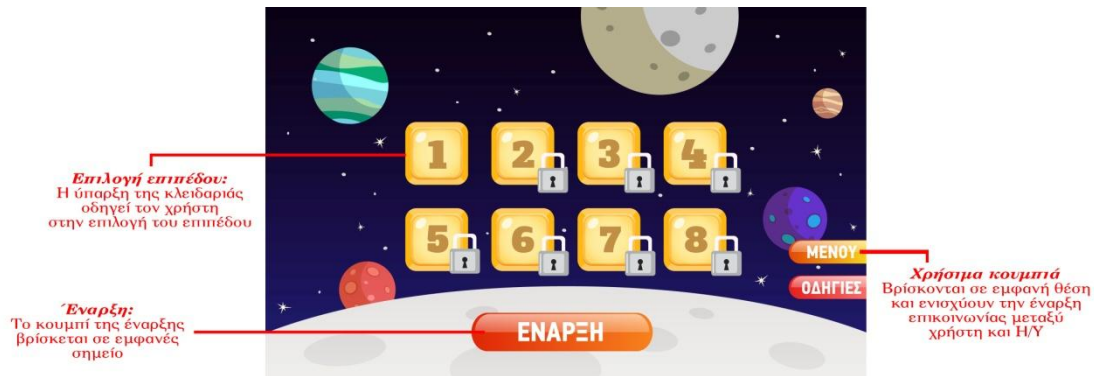 1 2 3 4
Επιλογή επιπέδου:
Η ύπαρξη της κλειδαριάς
οδηγεί τον χρήστη
στην επιλογή του επιπέδου
5 6 7 8
ΜΕΝΟΥ
ΟΔΗΓΙΕΣ
Χρήσιμα κουμπιά
Βρίσκονται σε εμφανή θέση
και ενισχύουν την έναρξη
επικοινωνίας μεταξύ
χρήστη και Η/Υ
Έναρξη:
Το κουμπί της έναρξης
βρίσκεται σε εμφανές
σημείο
ΕΝΑΡΞΗ